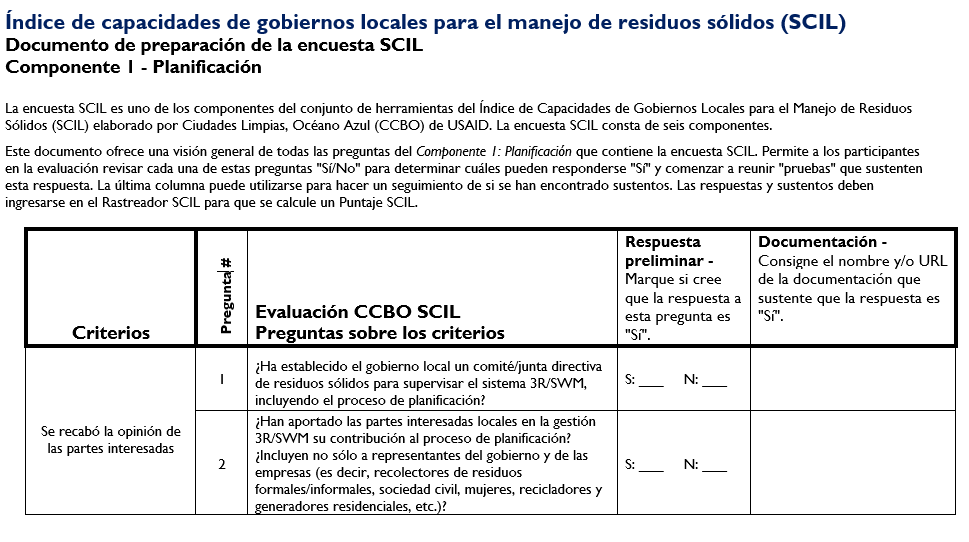 Índice de capacidades de gobiernos locales para el manejo de residuos sólidos (SCIL)
Documento de preparación de la encuesta SCIL
Componente 1 - Planificación
La encuesta SCIL es uno de los componentes del conjunto de herramientas del Índice de Capacidades de Gobiernos Locales para el Manejo de Residuos
Sólidos (SCIL) elaborado por Ciudades Limpias, Océano Azul (CCBO) de USAID. La encuesta SCIL consta de seis componentes.
Este documento ofrece una visión general de todas las preguntas del Componente 1: Planificación que contiene la encuesta SCIL. Permite a los participantes
en la evaluación revisar cada una de estas preguntas "Sí/No" para determinar cuáles pueden responderse "Sí" y comenzar a reunir "pruebas" que sustenten
esta respuesta. La última columna puede utilizarse para hacer un seguimiento de si se han encontrado sustentos. Las respuestas y sustentos deben
ingresarse en el Rastreador SCIL para que se calcule un Puntaje SCIL.
Criterios
Pregunta #
Evaluación CCBO SCIL
Preguntas sobre los criterios
Respuesta
preliminar -
Marque si cree
que la respuesta a
esta pregunta es
"Sí".
Documentación -
Consigne el nombre y/o URL
de la documentación que
sustente que la respuesta es
"Sí".
Se recabó la opinión de
las partes interesadas
1
¿Ha establecido el gobierno local un comité/junta directiva
de residuos sólidos para supervisar el sistema 3R/SWM,
incluyendo el proceso de planificación?
S: ___ N: ___
2
¿Han aportado las partes interesadas locales en la gestión
3R/SWM su contribución al proceso de planificación?
¿Incluyen no sólo a representantes del gobierno y de las
empresas (es decir, recolectores de residuos
formales/informales, sociedad civil, mujeres, recicladores y
generadores residenciales, etc.)?
S: ___ N: ___